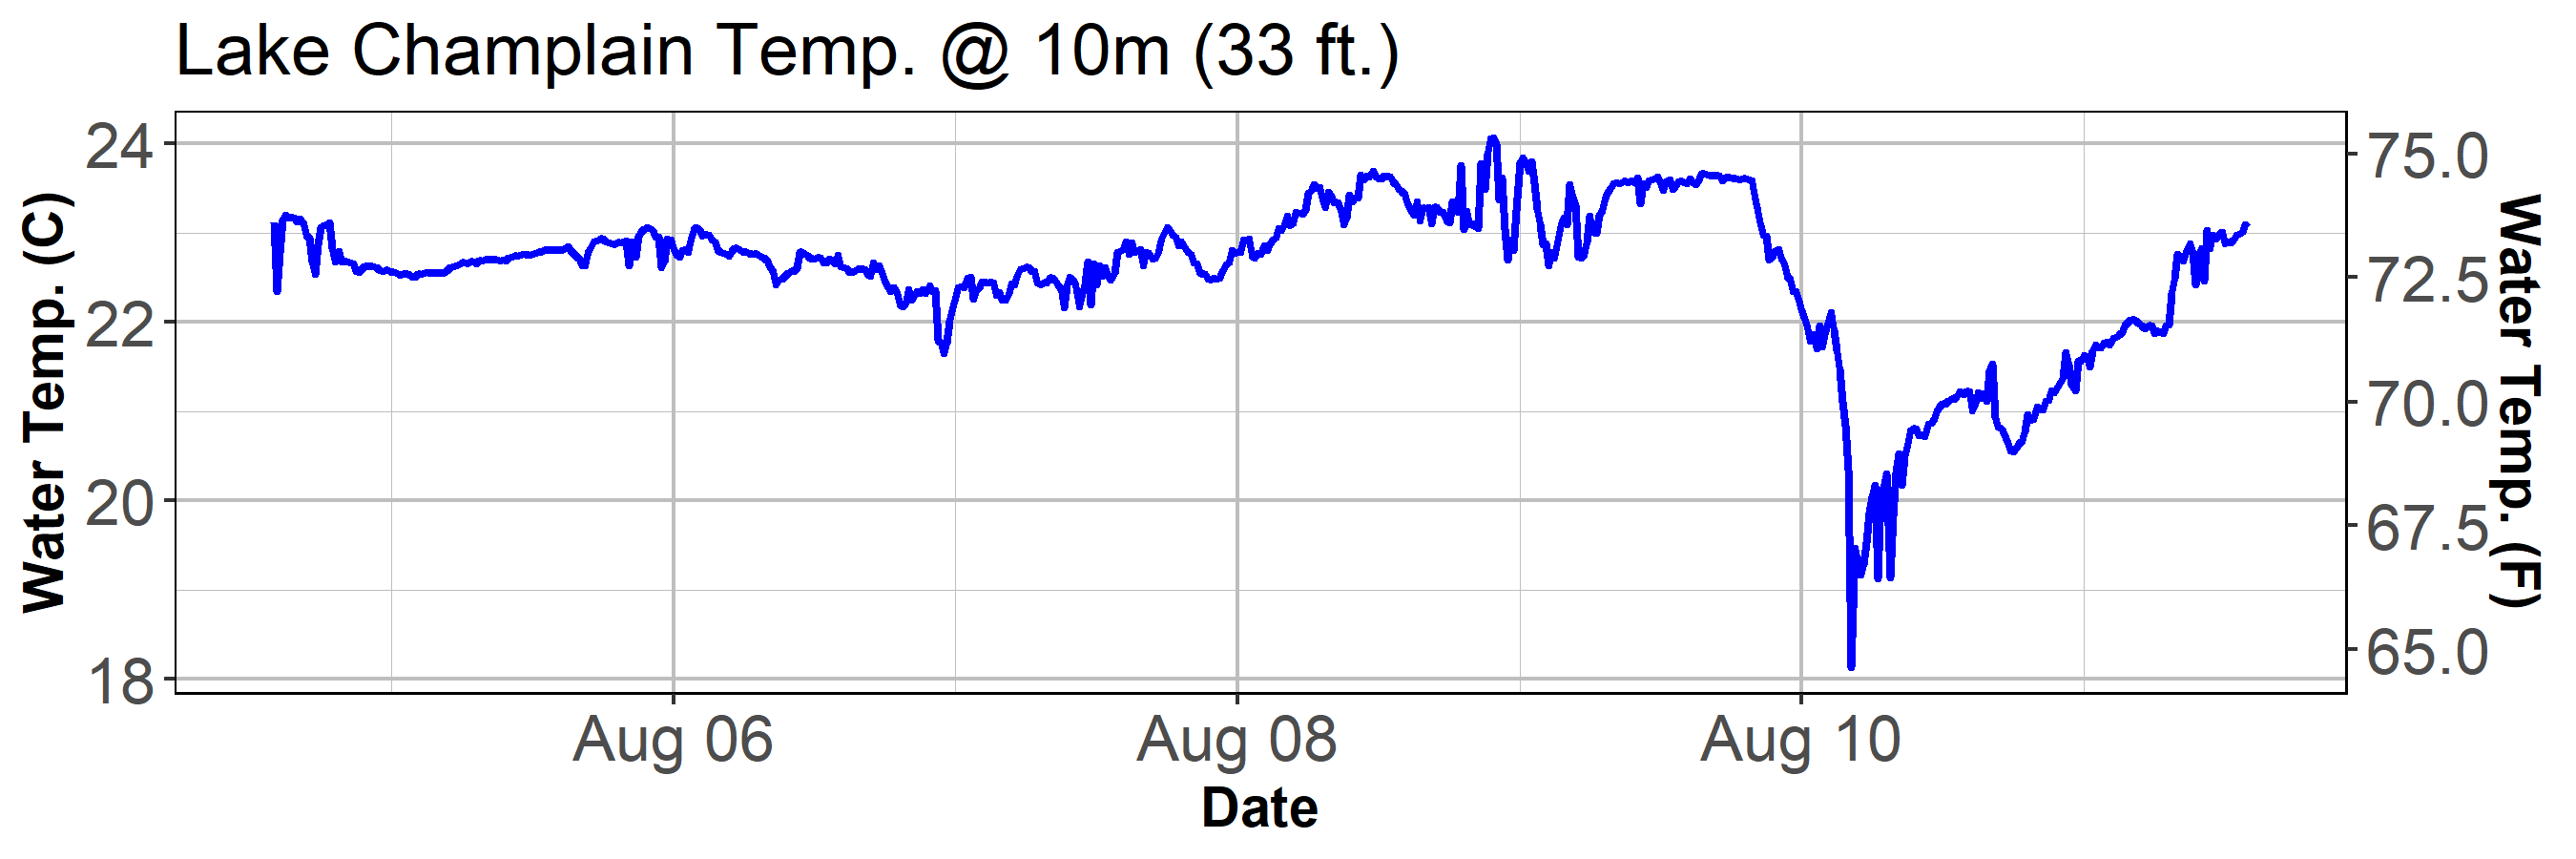 Lake Champlain Temp. @ 10m (33 ft.)
Water Temp. (C)
24
22
20
18
75.0
72.5
70.0
67.5
65.0
Water Temp. (F)
Aug 06 Aug 08 Aug 10
Date